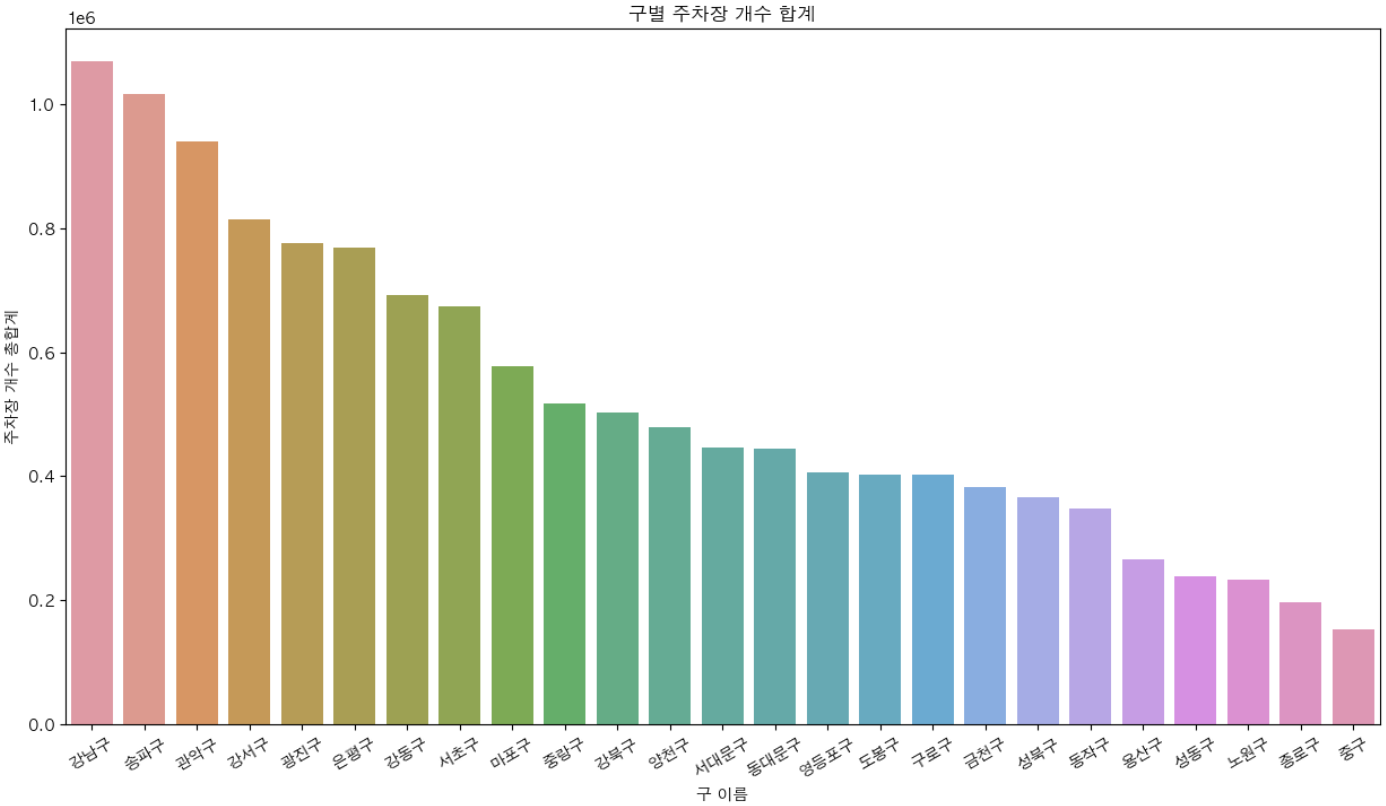 구별 주차장 개수 합계
1e6
1.0
0.8
0.6
0.4
0.2
0.0
주차장 개수 총합계
강남구 송파구 관악구 강서구 광진구 은평구 강동구 서초구 마포구 중랑구 강북구 양천구 서대문구 동대문구 영등포구 도봉구 구로구 금천구 성북구 동작구 용산구 성동구 노원구 종로구 중구
구 이름